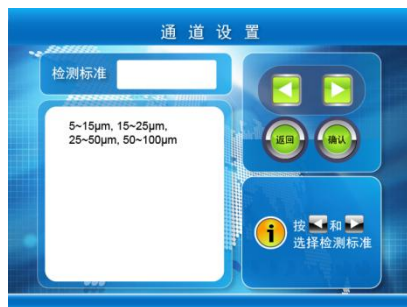 通道设置
检测标准
5~15μm, 15~25μm,
25~50μm, 50~100μm
返回
确认
按 和
选择检测标准